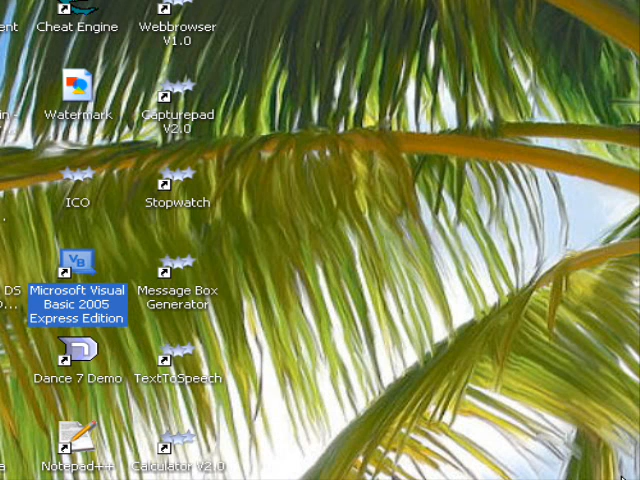 ent
Cheat Engine
Webbrowser
V1.0
Watermark
Capturepad
V2.0
ICO
Stopwatch
DS
Microsoft Visual
Basic 2005
Express Edition
Message Box
Generator
Dance 7 Demo
TextToSpeech
Notepad++
Calculator V2.0